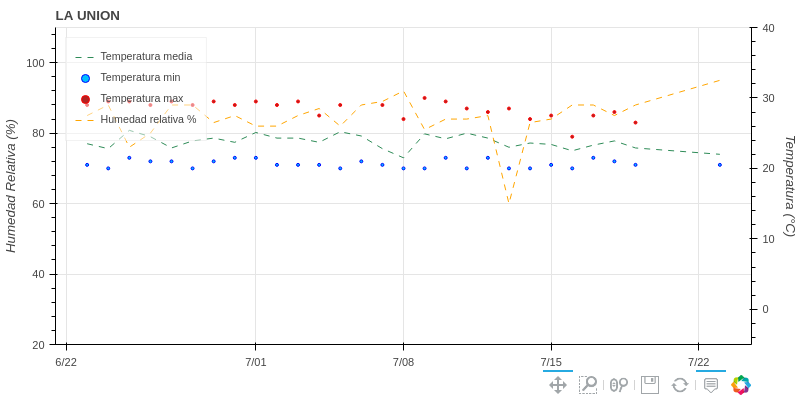 LA UNION
Temperatura media
Temperatura min
Temperatura max
Humedad relativa %
Humedad Relativa (%)
100
80
60
40
20
Temperatura (°C)
40
30
20
10
0
6/22
7/01
7/08
7/15
7/22